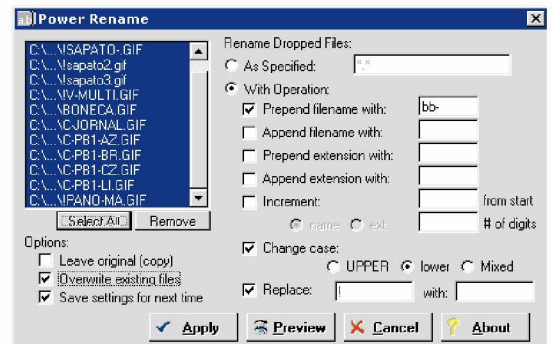 Power Rename
C:\...\!SAPATO-.GIF
C:\...\!sapato2.gif
C:\...\!sapato3.gif
C:\...\!V-MULTI.GIF
C:\...\!BONECA.GIF
C:\...\!C-JORNAL.GIF
C:\...\!C-PB1-AZ.GIF
C:\...\!C-PB1-BR.GIF
C:\...\!C-PB1-CZ.GIF
C:\...\!C-PB1-LI.GIF
C:\...\!PANO-MA.GIF
Select All Remove
Options:
Leave original (copy)
Overwrite existing files
Save settings for next time
Rename Dropped Files:
As Specified: *.*
With Operation:
Prepend filename with: bb-
Append filename with:
Prepend extension with:
Append extension with:
Increment: from start
name ext # of digits
Change case:
UPPER lower Mixed
Replace: ! with:
Apply Preview Cancel About